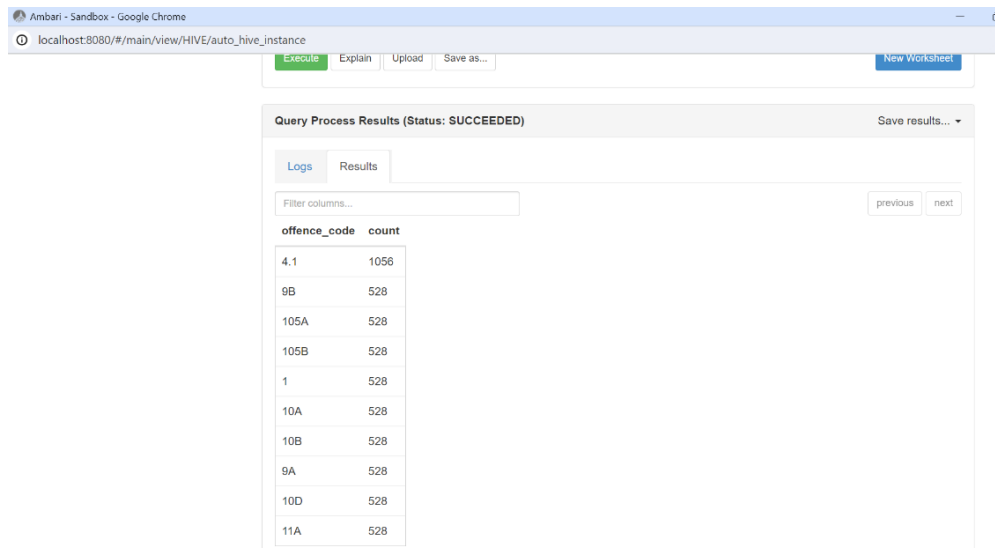 Ambari - Sandbox - Google Chrome
localhost:8080/#/main/view/HIVE/auto_hive_instance
Execute Explain Upload Save as... New Worksheet
Query Process Results (Status: SUCCEEDED) Save results...
Logs Results
Filter columns... previous next
offence_code count
4.1 1056
9B 528
105A 528
105B 528
1 528
10A 528
10B 528
9A 528
10D 528
11A 528